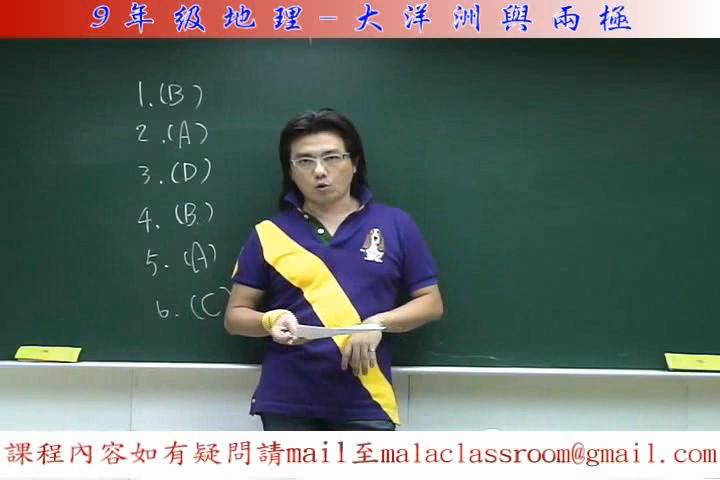 9年級地理-大洋洲與兩極
1.(B)
2.(A)
3.(D)
4.(B)
5.(A)
6.(C)
課程內容如有疑問請mail至malaclassroom@gmail.com